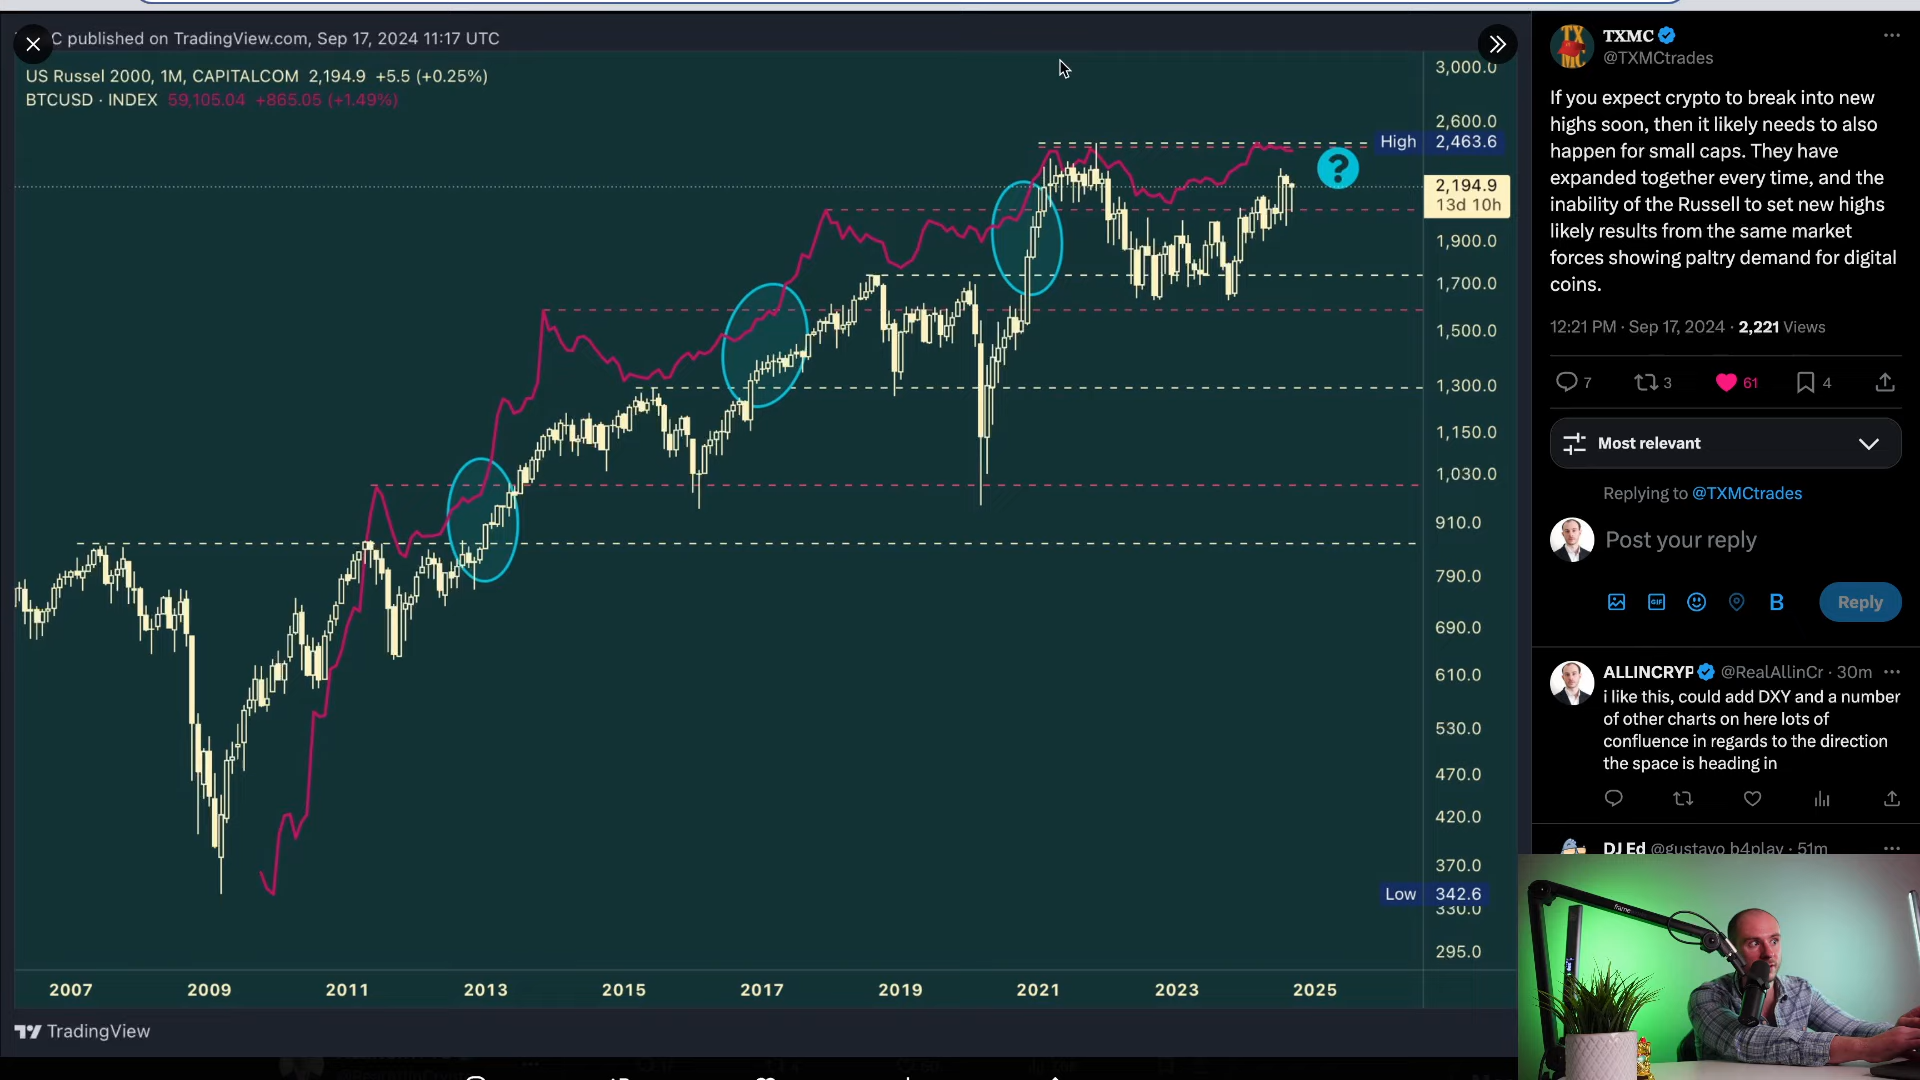 C published on TradingView.com, Sep 17, 2024 11:17 UTC
US Russel 2000, 1M, CAPITALCOM 2,194.9 +5.5 (+0.25%)
BTCUSD · INDEX 59,105.04 +865.05 (+1.49%)
3,000.0
2,600.0
High 2,463.6
2,194.9
13d 10h
1,900.0
1,700.0
1,500.0
1,300.0
1,150.0
1,030.0
910.0
790.0
690.0
610.0
530.0
470.0
420.0
370.0
Low 342.6
330.0
295.0
?
2007 2009 2011 2013 2015 2017 2019 2021 2023 2025
TradingView
TX
MC
TXMC
@TXMCtrades
If you expect crypto to break into new
highs soon, then it likely needs to also
happen for small caps. They have
expanded together every time, and the
inability of the Russell to set new highs
likely results from the same market
forces showing paltry demand for digital
coins.
12:21 PM · Sep 17, 2024 · 2,221 Views
7 3 61 4
Most relevant
Replying to @TXMCtrades
Post your reply
GIF
B
Reply
ALLINCRYP @RealAllinCr · 30m
i like this, could add DXY and a number
of other charts on here lots of
confluence in regards to the direction
the space is heading in
DJ Ed @gustavo_b4play · 51m
frame